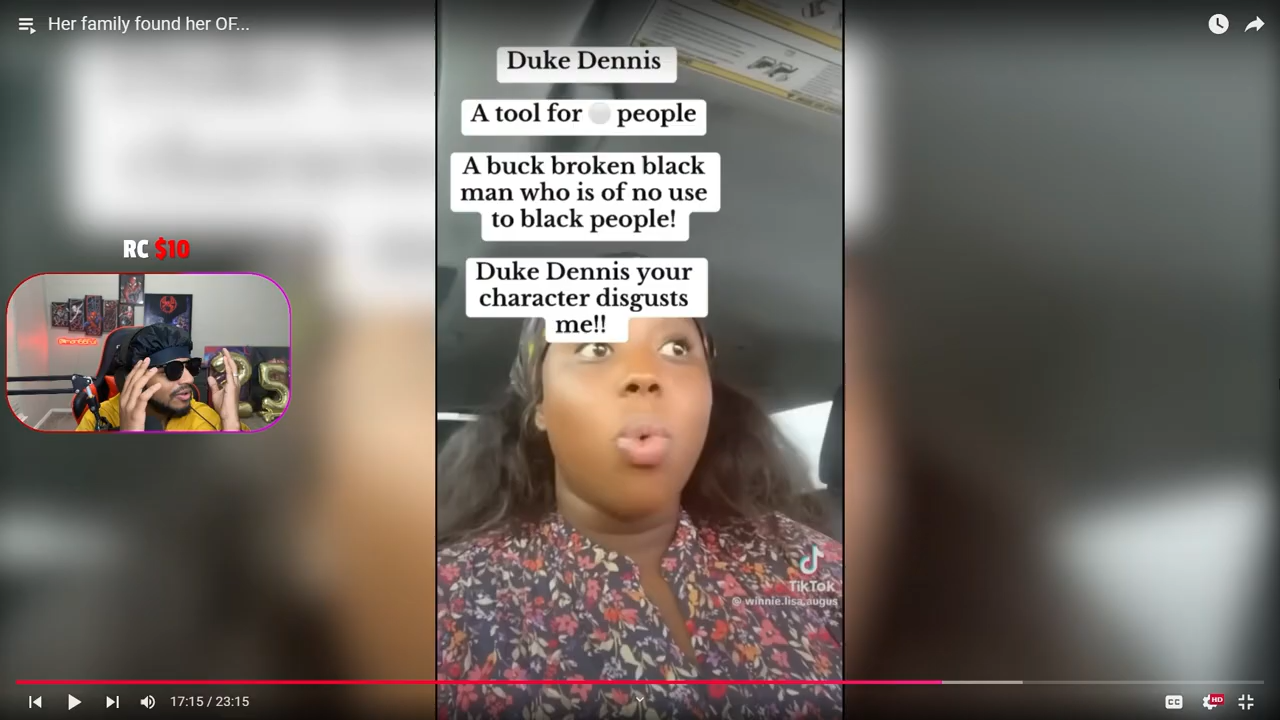 Her family found her OF...
Duke Dennis
A tool for ⚪ people
A buck broken black
man who is of no use
to black people!
Duke Dennis your
character disgusts
me!!
RC $10
TikTok
winnie.lisa.augus
17:15 / 23:15
CC
HD